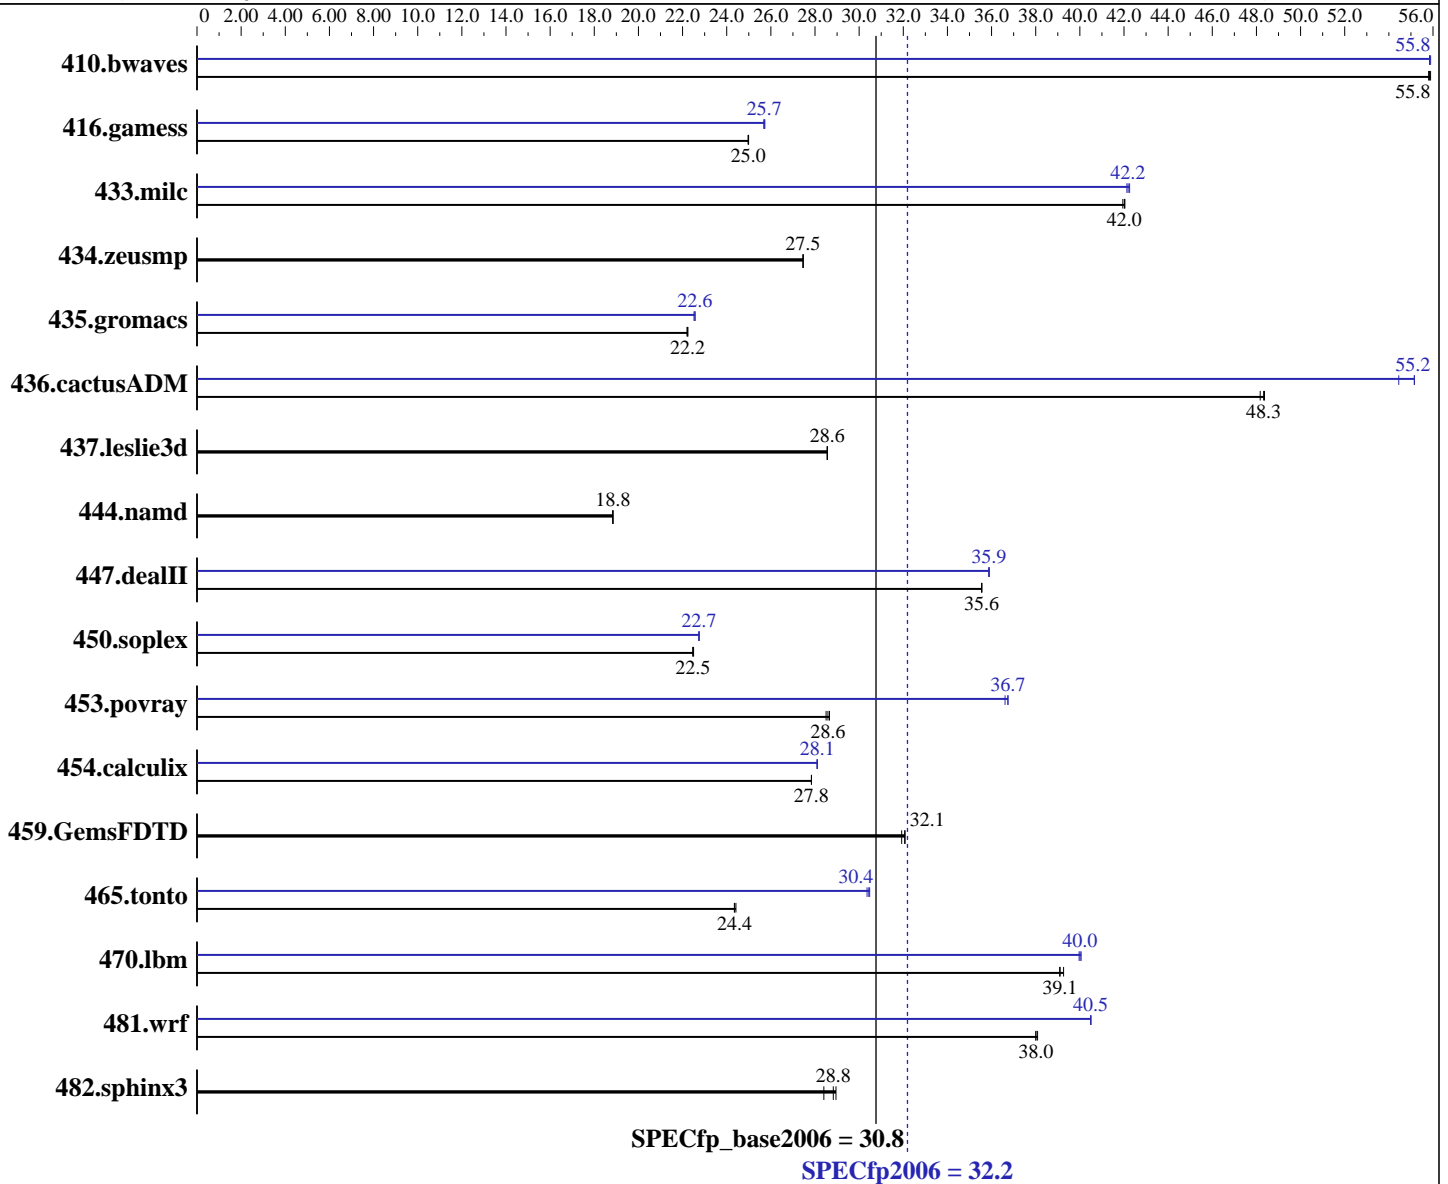 0 2.00 4.00 6.00 8.00 10.0 12.0 14.0 16.0 18.0 20.0 22.0 24.0 26.0 28.0 30.0 32.0 34.0 36.0 38.0 40.0 42.0 44.0 46.0 48.0 50.0 52.0 56.0
410.bwaves 55.8
55.8
416.gamess 25.7
25.0
433.milc 42.2
42.0
434.zeusmp 27.5
435.gromacs 22.6
22.2
436.cactusADM 55.2
48.3
437.leslie3d 28.6
444.namd 18.8
447.dealII 35.9
35.6
450.soplex 22.7
22.5
453.povray 36.7
28.6
454.calculix 28.1
27.8
459.GemsFDTD 32.1
465.tonto 30.4
24.4
470.lbm 40.0
39.1
481.wrf 40.5
38.0
482.sphinx3 28.8
SPECfp_base2006 = 30.8
SPECfp2006 = 32.2